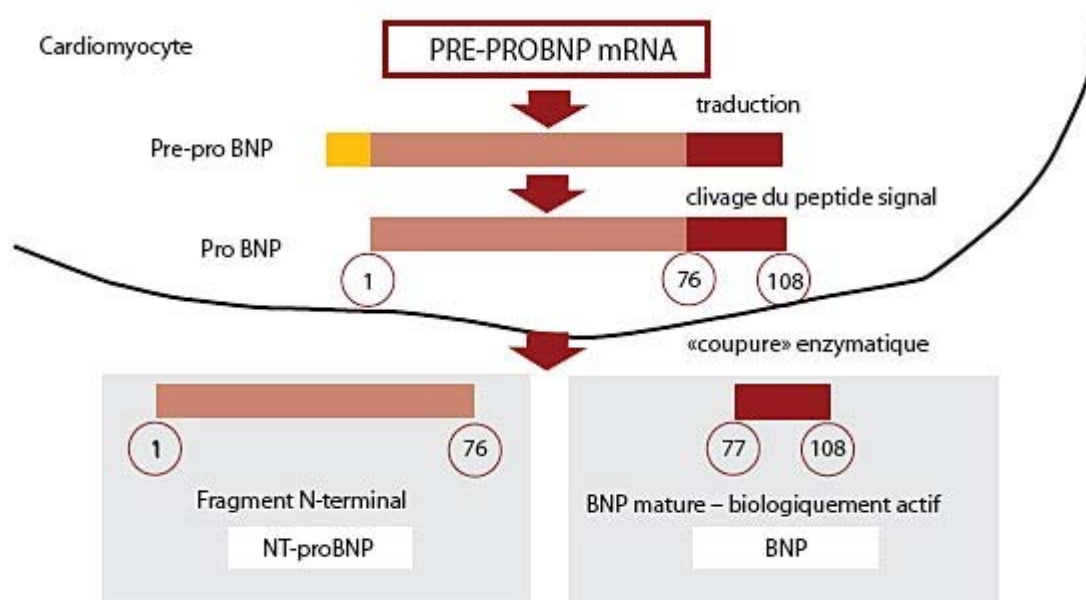 Cardiomyocyte
PRE-PROBNP mRNA
traduction
Pre-pro BNP
clivage du peptide signal
Pro BNP
1
76
108
«coupure» enzymatique
1
76
77
108
Fragment N-terminal
BNP mature – biologiquement actif
NT-proBNP
BNP